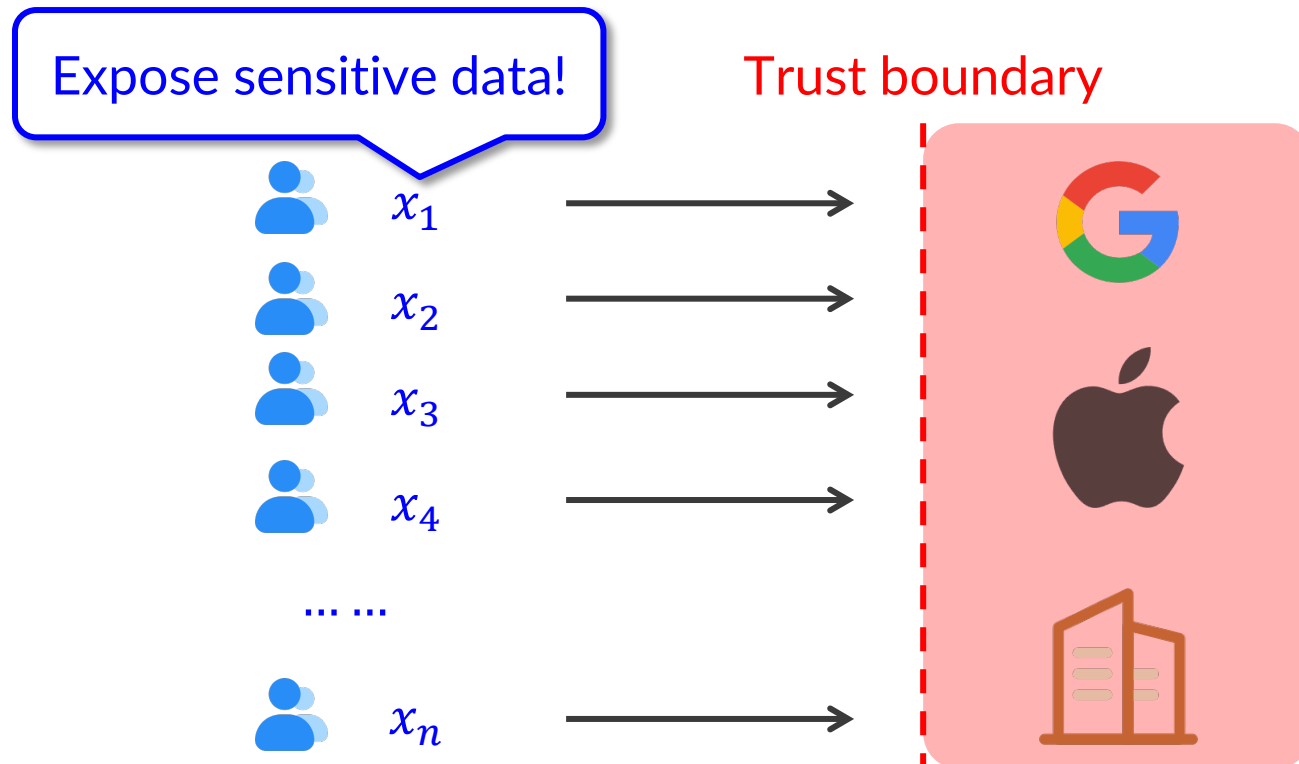 Expose sensitive data!
Trust boundary
x₁
x₂
x₃
x₄
... ...
xₙ